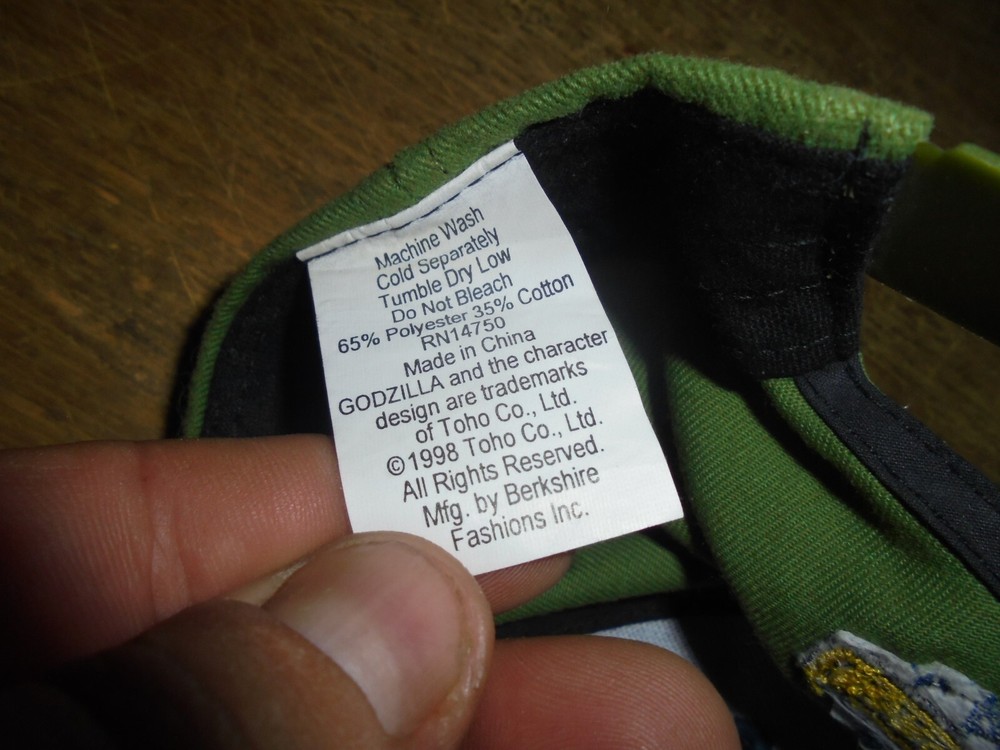 Machine Wash
Cold Separately
Tumble Dry Low
Do Not Bleach
65% Polyester 35% Cotton
RN14750
Made in China
GODZILLA and the character
design are trademarks
of Toho Co., Ltd.
©1998 Toho Co., Ltd.
All Rights Reserved.
Mfg. by Berkshire
Fashions Inc.